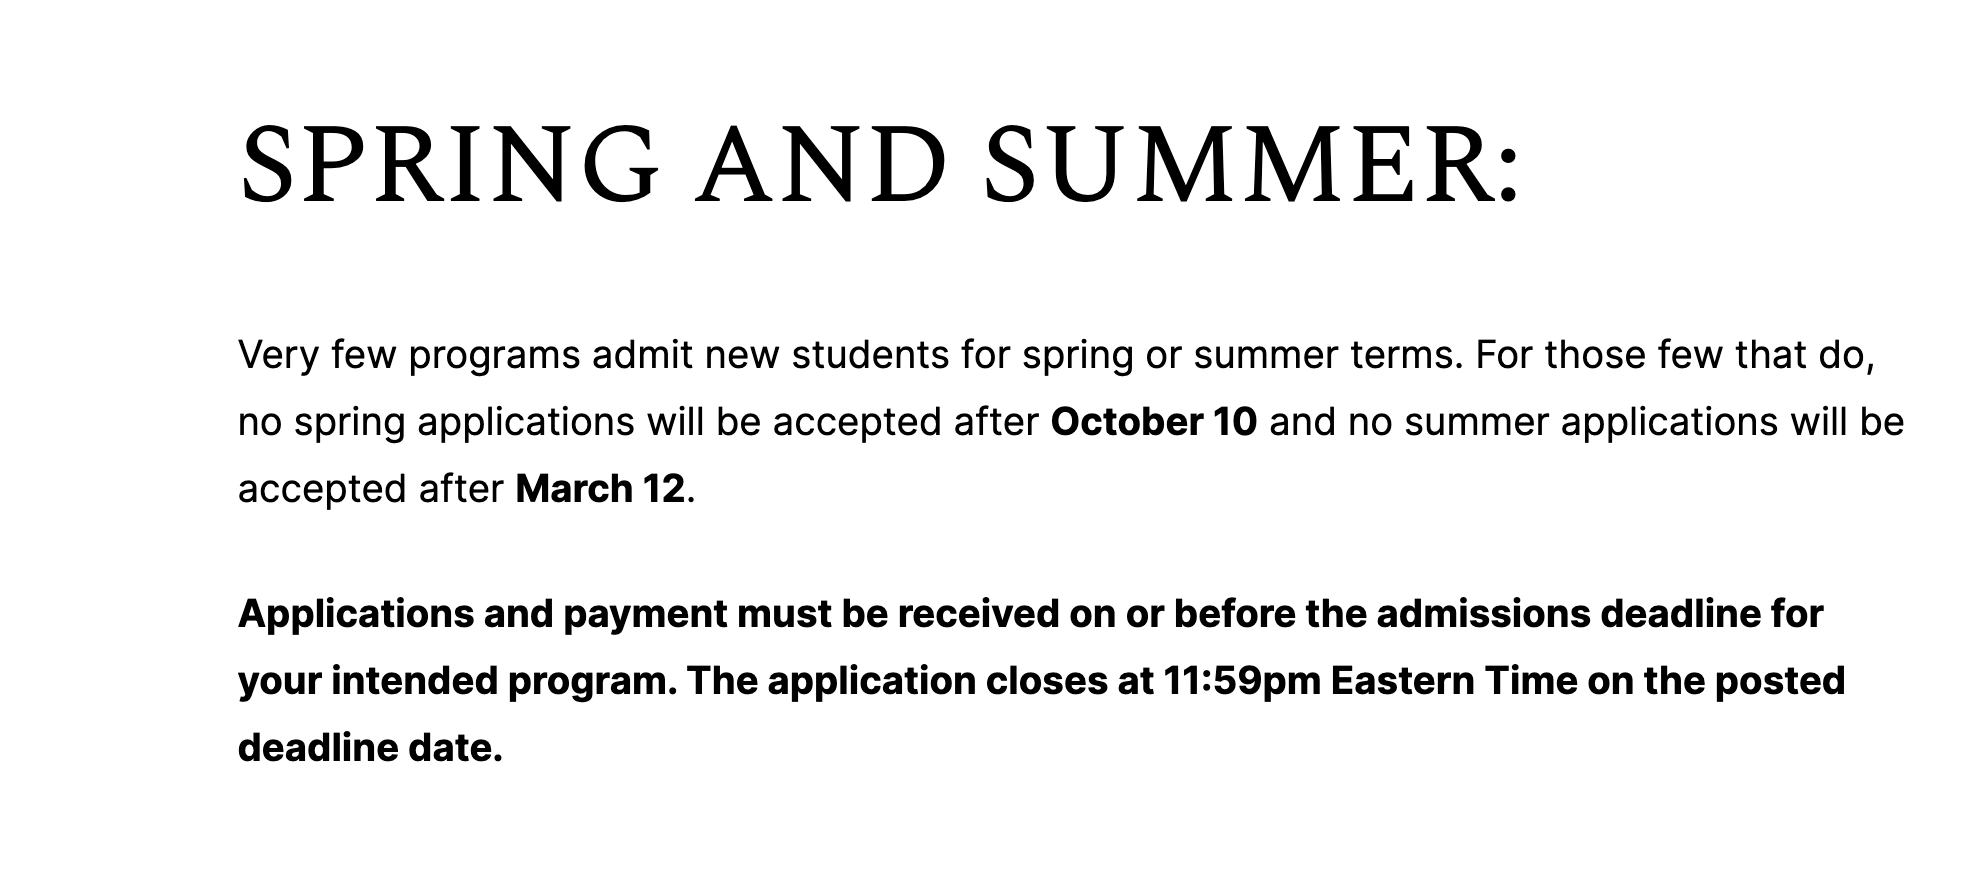 SPRING AND SUMMER:
Very few programs admit new students for spring or summer terms. For those few that do,
no spring applications will be accepted after October 10 and no summer applications will be
accepted after March 12.
Applications and payment must be received on or before the admissions deadline for
your intended program. The application closes at 11:59pm Eastern Time on the posted
deadline date.